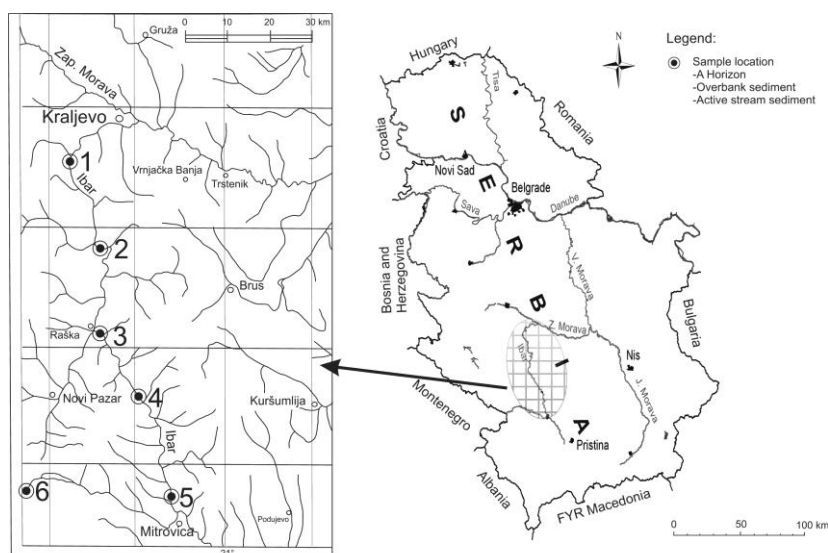 0
10
20
30 km
Gruža
Zap. Morava
Kraljevo
1
Ibar
Vrnjačka Banja
Trstenik
2
Brus
Raška
3
4
Novi Pazar
Kuršumlija
Ibar
6
5
Mitrovica
Podujevo
21°
Hungary
Tisa
Romania
Croatia
S
E
R
B
I
A
Novi Sad
Belgrade
Sava
Danube
Bosnia and
Herzegovina
V. Morava
Z. Morava
Ibar
Bulgaria
Nis
J. Morava
Montenegro
Pristina
Albania
FYR Macedonia
N
Legend:
Sample location
-A Horizon
-Overbank sediment
-Active stream sediment
0
50
100 km